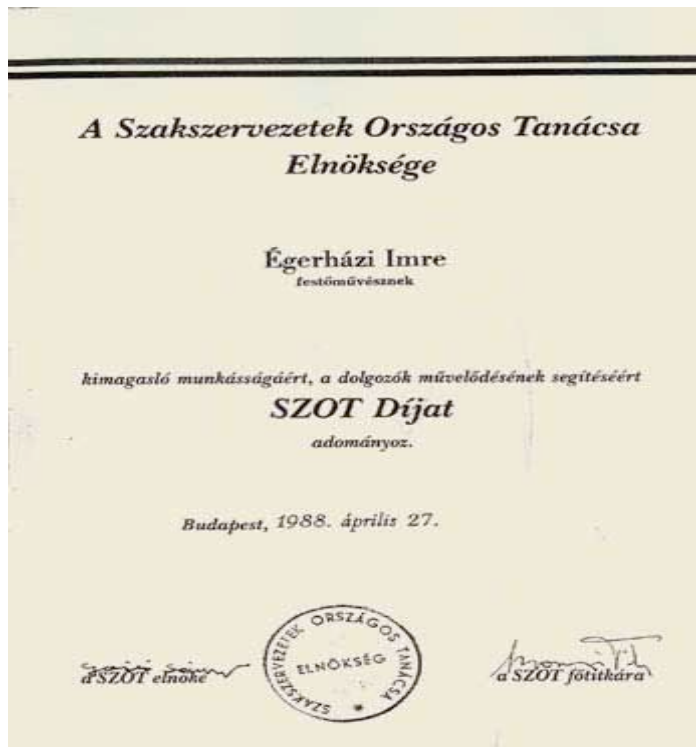 A Szakszervezetek Országos Tanácsa
Elnöksége
Égerházi Imre
festőművésznek
kimagasló munkásságáért, a dolgozók művelődésének segítéséért
SZOT Díjat
adományoz.
Budapest, 1988. április 27.
SZAKSZERVEZETEK ORSZÁGOS TANÁCSA
ELNÖKSÉG
a SZOT elnöke
a SZOT főtitkára